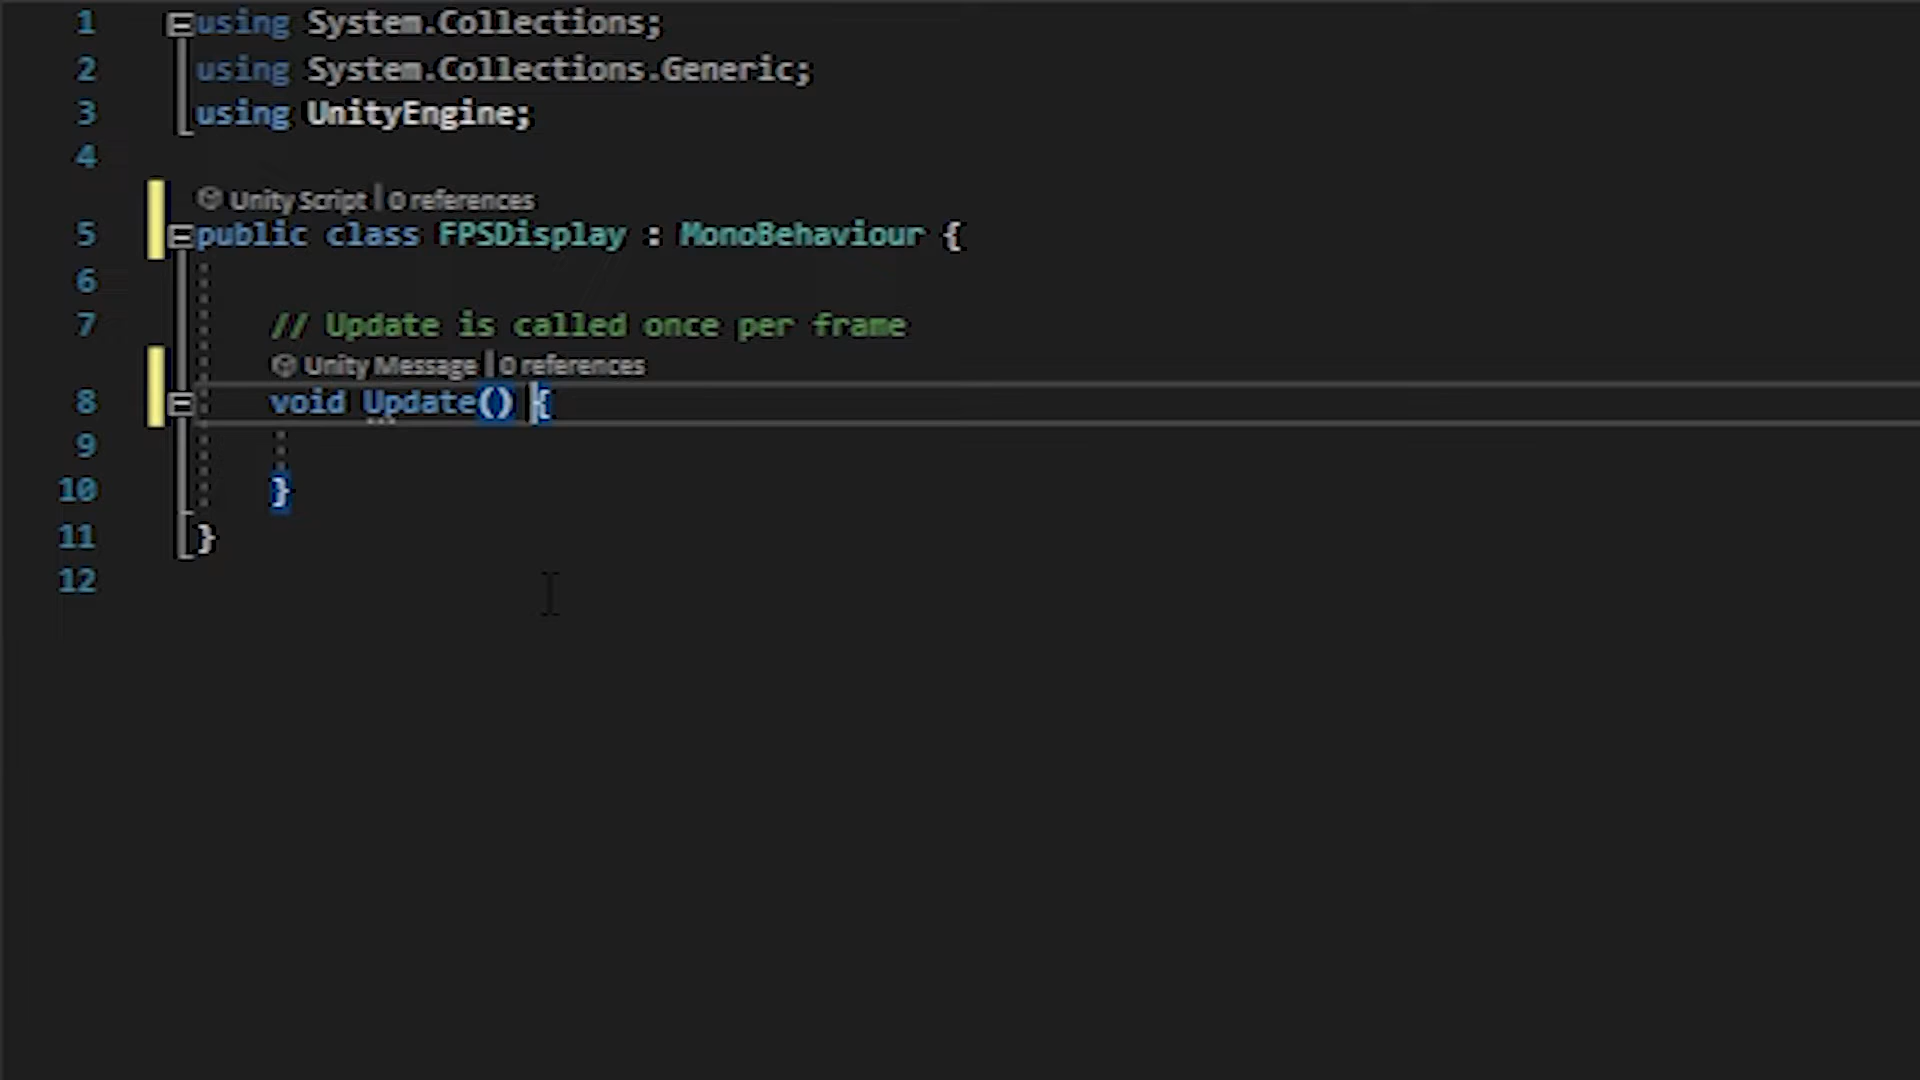 1 using System.Collections;
2 using System.Collections.Generic;
3 using UnityEngine;
4
Unity Script | 0 references
5 public class FPSDisplay : MonoBehaviour {
6
7 // Update is called once per frame
Unity Message | 0 references
8 void Update() {
9
10 }
11 }
12